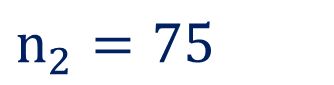 n₂ = 75